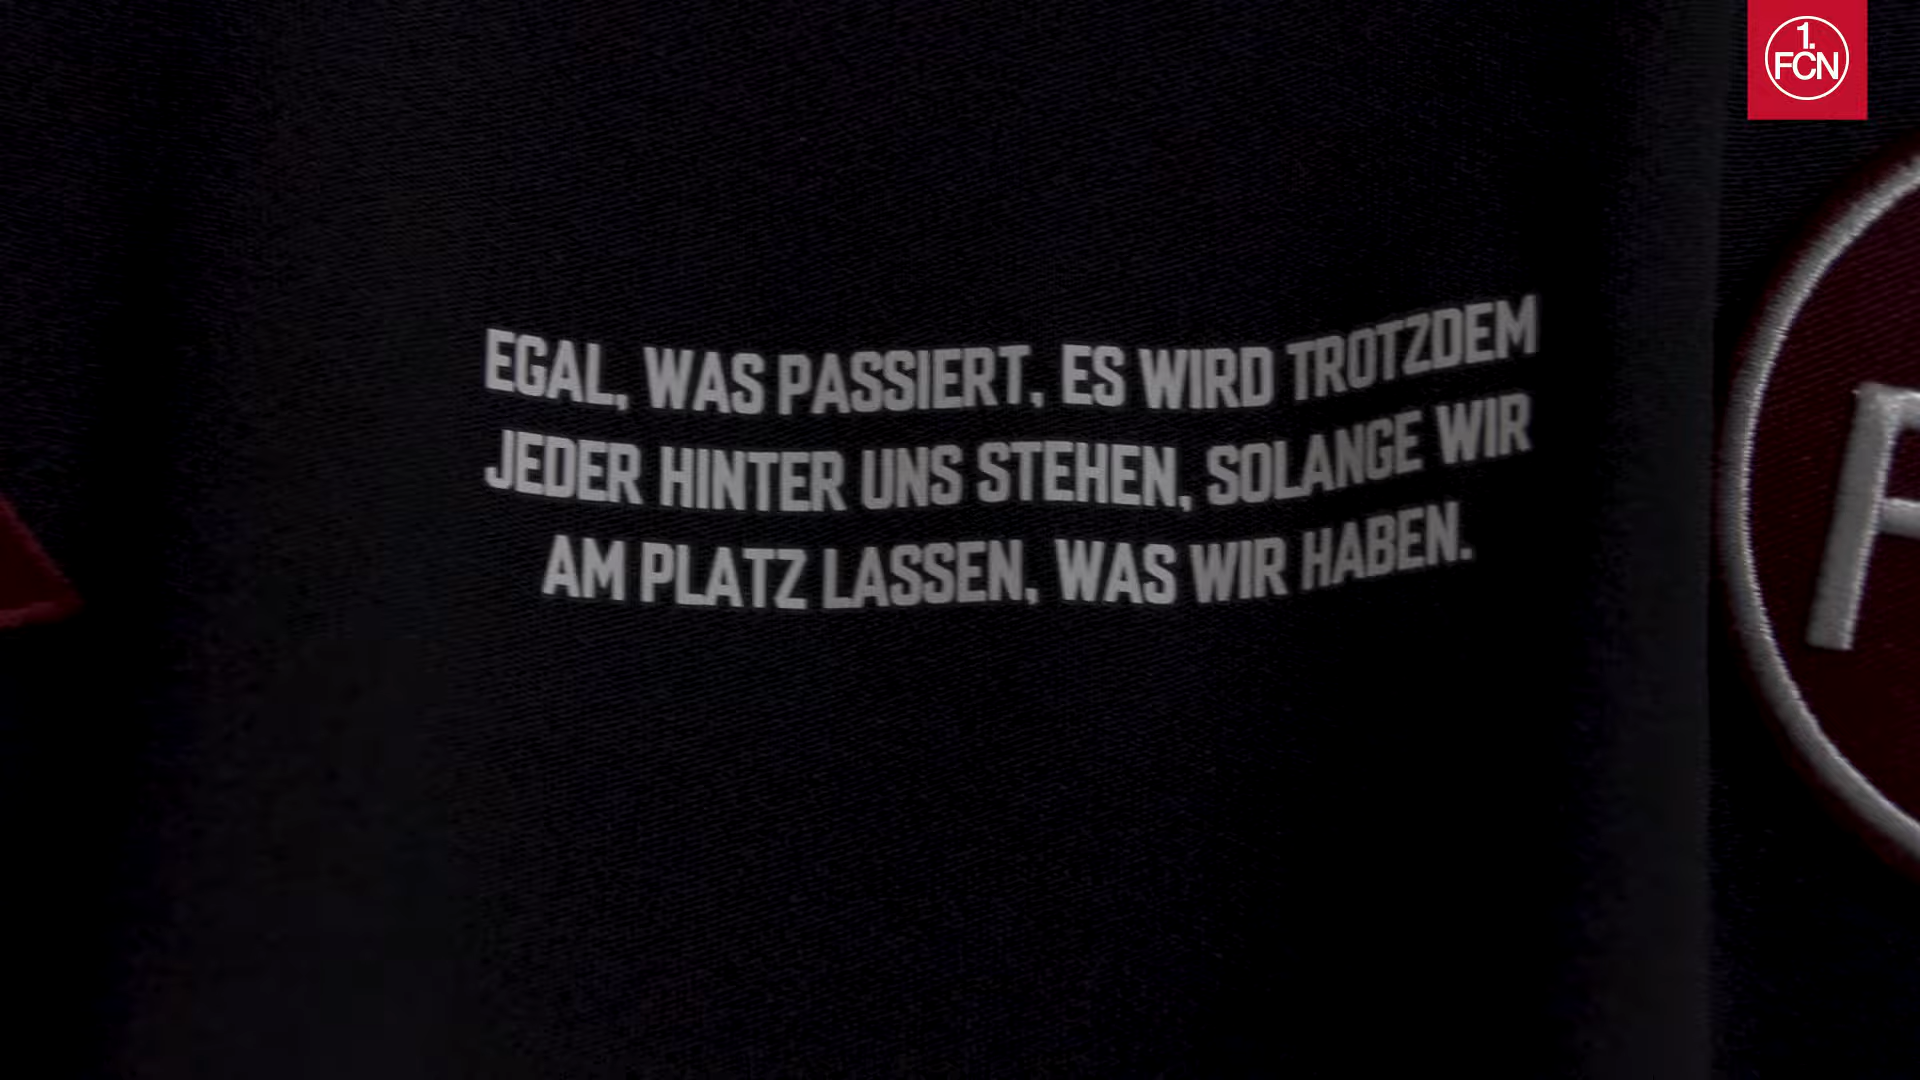 1.
FCN
EGAL, WAS PASSIERT, ES WIRD TROTZDEM
JEDER HINTER UNS STEHEN, SOLANGE WIR
AM PLATZ LASSEN, WAS WIR HABEN.
F